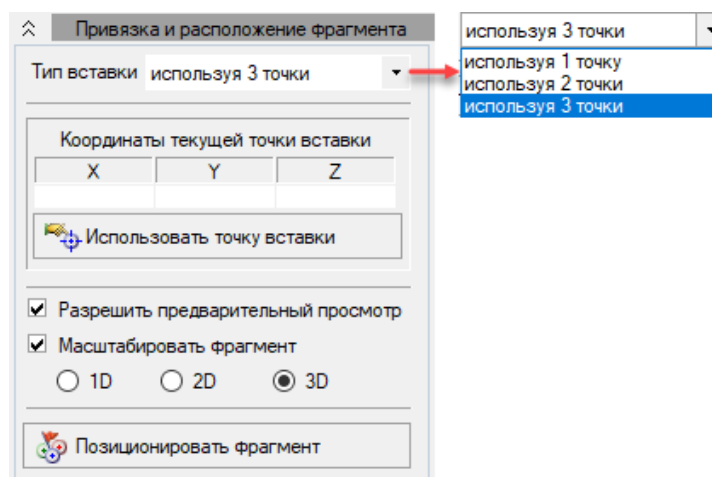 Привязка и расположение фрагмента
Тип вставки используя 3 точки
Координаты текущей точки вставки
X Y Z
Использовать точку вставки
Разрешить предварительный просмотр
Масштабировать фрагмент
1D 2D 3D
Позиционировать фрагмент
используя 3 точки
используя 1 точку
используя 2 точки
используя 3 точки